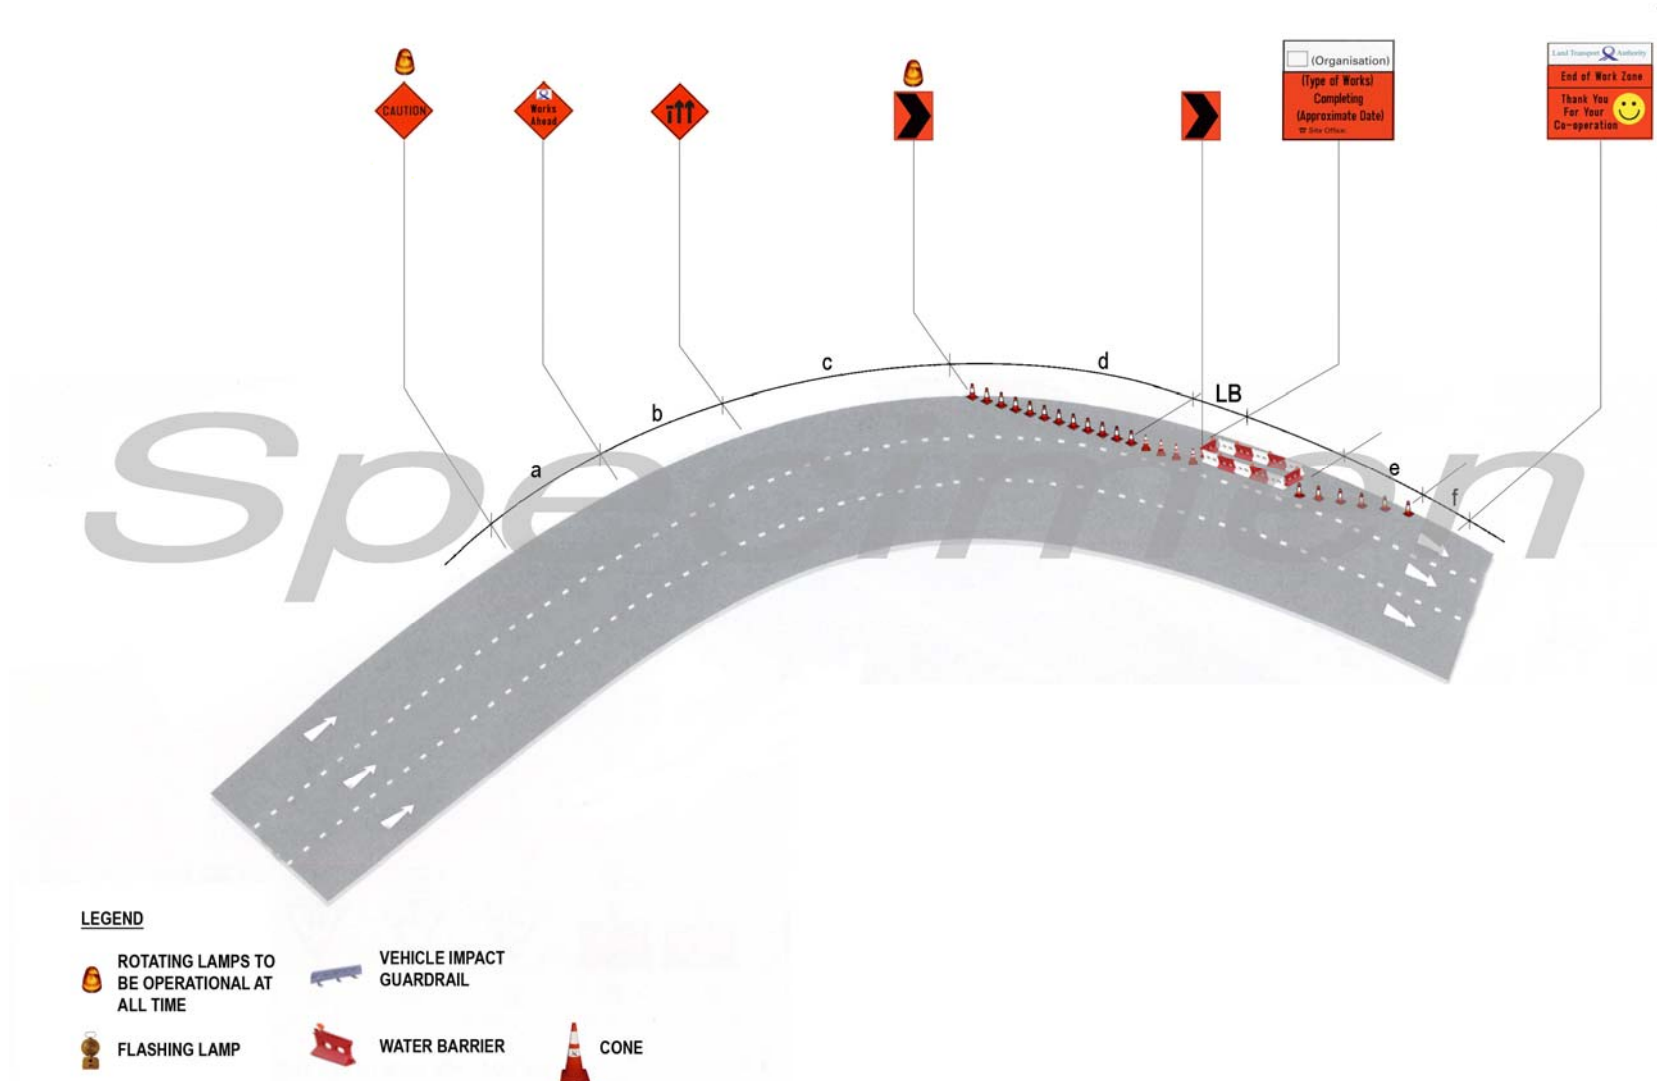 CAUTION
Works
Ahead
(Organisation)
(Type of Works)
Completing
(Approximate Date)
☎ Site Office:
Land Transport Authority
End of Work Zone
Thank You
For Your
Co-operation
a
b
c
d
LB
e
f
Specimen
LEGEND
ROTATING LAMPS TO
BE OPERATIONAL AT
ALL TIME
VEHICLE IMPACT
GUARDRAIL
FLASHING LAMP
WATER BARRIER
CONE